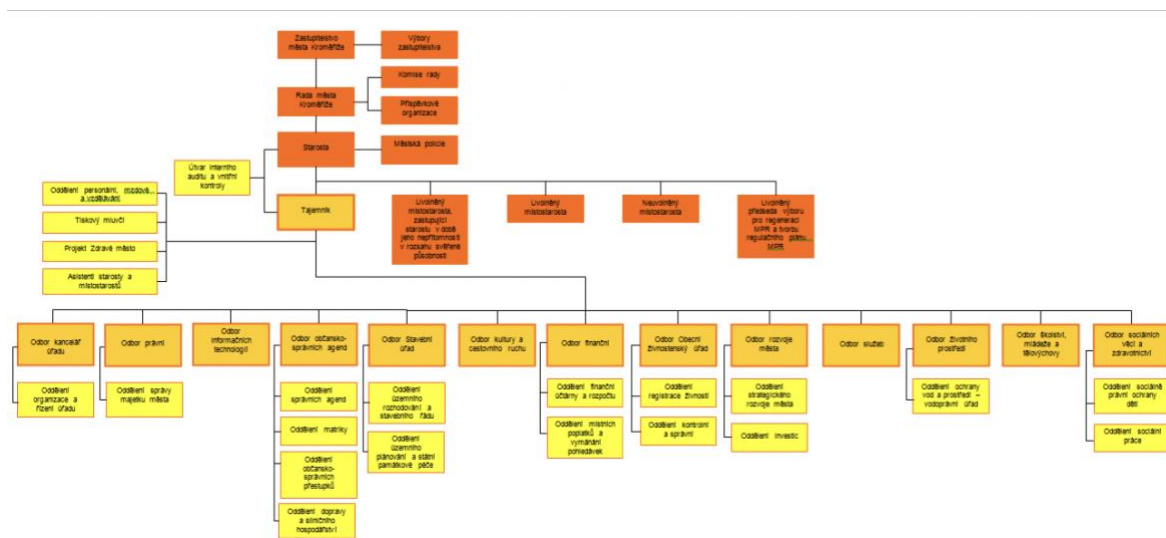 Zastupitelstvo
města Kroměříže
Výbory
zastupitelstva
Komise rady
Rada města
Kroměříže
Příspěvkové
organizace
Starosta
Městská policie
Útvar interního
auditu a vnitřní
kontroly
Oddělení personální, mzdové...
a vzdělávání
Tajemník
Uvolněný
místostarosta,
zastupující
starostu v době
jeho nepřítomnosti
v rozsahu svěřené
působnosti
Uvolněný
místostarosta
Neuvolněný
místostarosta
Uvolněný
předseda výboru
pro regeneraci
MPR a tvorbu
regulačního plánu...
MPR
Tiskový mluvčí
Projekt Zdravé město
Asistenti starosty a
místostarostů
Odbor kancelář
úřadu
Odbor právní
Odbor
informačních
technologií
Odbor občansko-
správních agend
Odbor Stavební
úřad
Odbor kultury a
cestovního ruchu
Odbor finanční
Odbor Obecní
živnostenský úřad
Odbor rozvoje
města
Odbor služeb
Odbor životního
prostředí
Odbor školství,
mládeže a
tělovýchovy
Odbor sociálních
věcí a
zdravotnictví
Oddělení
organizace a
řízení úřadu
Oddělení správy
majetku města
Oddělení
správních agend
Oddělení
územního
rozhodování a
stavebního řádu
Oddělení finanční
účtárny a rozpočtu
Oddělení
registrace živností
Oddělení
strategického
rozvoje města
Oddělení ochrany
vod a prostředí –
vodoprávní úřad
Oddělení sociálně
právní ochrany
dětí
Oddělení matriky
Oddělení
územního
plánování a státní
památkové péče
Oddělení místních
poplatků a
vymáhání
pohledávek
Oddělení kontrolní
a správní
Oddělení investic
Oddělení sociální
práce
Oddělení
občansko-
správních
přestupků
Oddělení dopravy
a silničního
hospodářství